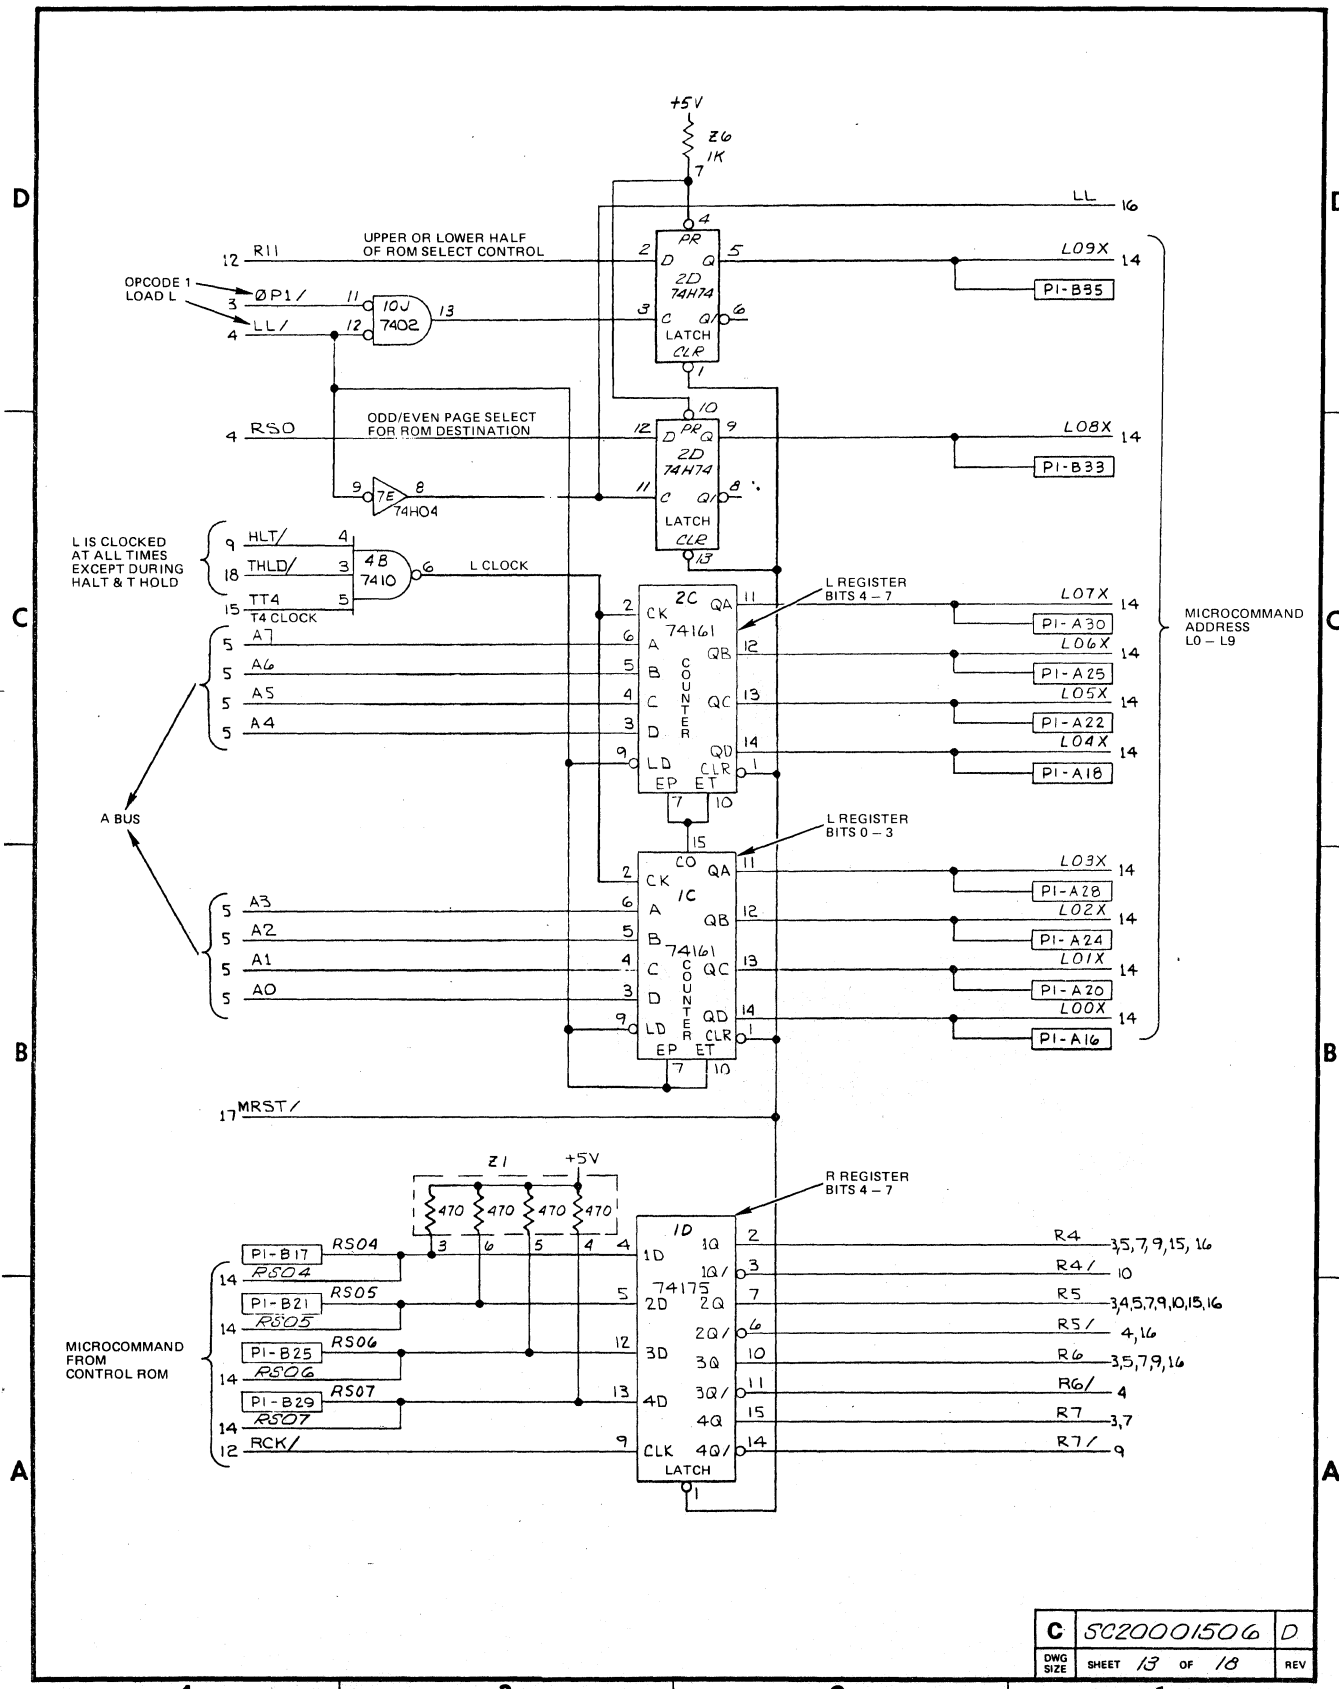 +5V
Z6
1K
7
D
LL 16
4
PR
12 R11 UPPER OR LOWER HALF
OF ROM SELECT CONTROL
2 D Q 5 L09X 14
P1-B35
2D
74H74
OPCODE 1
LOAD L
3 ØP1/ 11
10J
7402
13
3 C Q/ 6
4 LL/ 12
LATCH
CLR
1
10
4 RS0 ODD/EVEN PAGE SELECT
FOR ROM DESTINATION
12 D PR Q 9 L08X 14
P1-B33
2D
74H74
9 7E 8
74H04
11 C Q/ 8
LATCH
CLR
13
L IS CLOCKED
AT ALL TIMES
EXCEPT DURING
HALT & T HOLD
9 HLT/ 4
18 THLD/ 3
15 TT4 5
T4 CLOCK
4B
7410
6 L CLOCK
C
L REGISTER
BITS 4 – 7
2 CK 2C QA 11 L07X 14
P1-A30
74161
5 A7 6 A
QB 12 L06X 14
P1-A25
5 A6 5 B
5 A5 4 C QC 13 L05X 14
P1-A22
COUNTER
5 A4 3 D
QD 14 L04X 14
P1-A18
9 LD CLR 1
EP ET
7 10
MICROCOMMAND
ADDRESS
L0 – L9
A BUS
L REGISTER
BITS 0 – 3
15
CO
2 CK QA 11 L03X 14
P1-A28
1C
5 A3 6 A
QB 12 L02X 14
P1-A24
5 A2 5 B
74161
5 A1 4 C QC 13 L01X 14
P1-A20
COUNTER
5 A0 3 D
QD 14 L00X 14
P1-A16
9 LD CLR 1
EP ET
7 10
B
17 MRST/
Z1 +5V
470 470 470 470
3 6 5 4
R REGISTER
BITS 4 – 7
1D
74175
P1-B17 RS04 4 1D 1Q 2 R4 3,5,7,9,15,16
14 RS04 1Q/ 3 R4/ 10
P1-B21 RS05 5 2D 2Q 7 R5 3,4,5,7,9,10,15,16
14 RS05 2Q/ 6 R5/ 4,16
MICROCOMMAND
FROM
CONTROL ROM
P1-B25 RS06 12 3D 3Q 10 R6 3,5,7,9,16
14 RS06 3Q/ 11 R6/ 4
P1-B29 RS07 13 4D 4Q 15 R7 3,7
14 RS07
12 RCK/ 9 CLK 4Q/ 14 R7/ 9
LATCH
1
A
C SC20001506 D
DWG SIZE SHEET 13 OF 18 REV